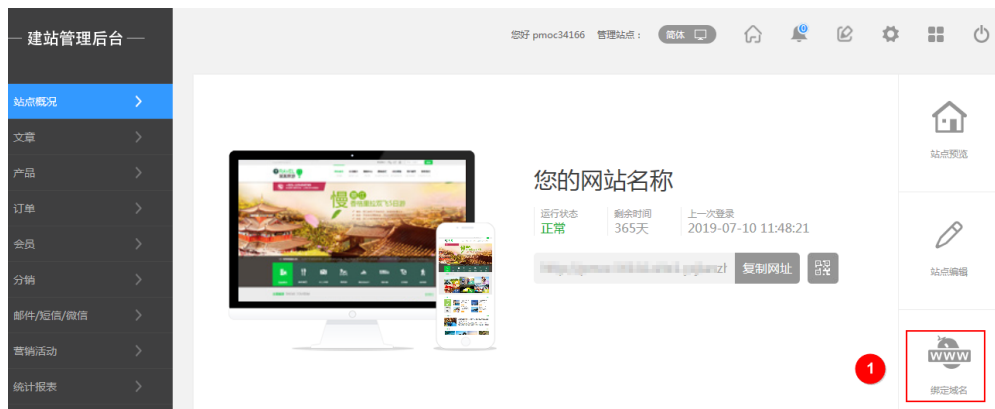 — 建站管理后台 —
您好 pmoc34166 管理站点： 简体
0
站点概况
文章
产品
订单
会员
分销
邮件/短信/微信
营销活动
统计报表
慢
您的网站名称
运行状态 剩余时间 上一次登录
正常 365天 2019-07-10 11:48:21
复制网址
站点预览
站点编辑
1
WWW
绑定域名